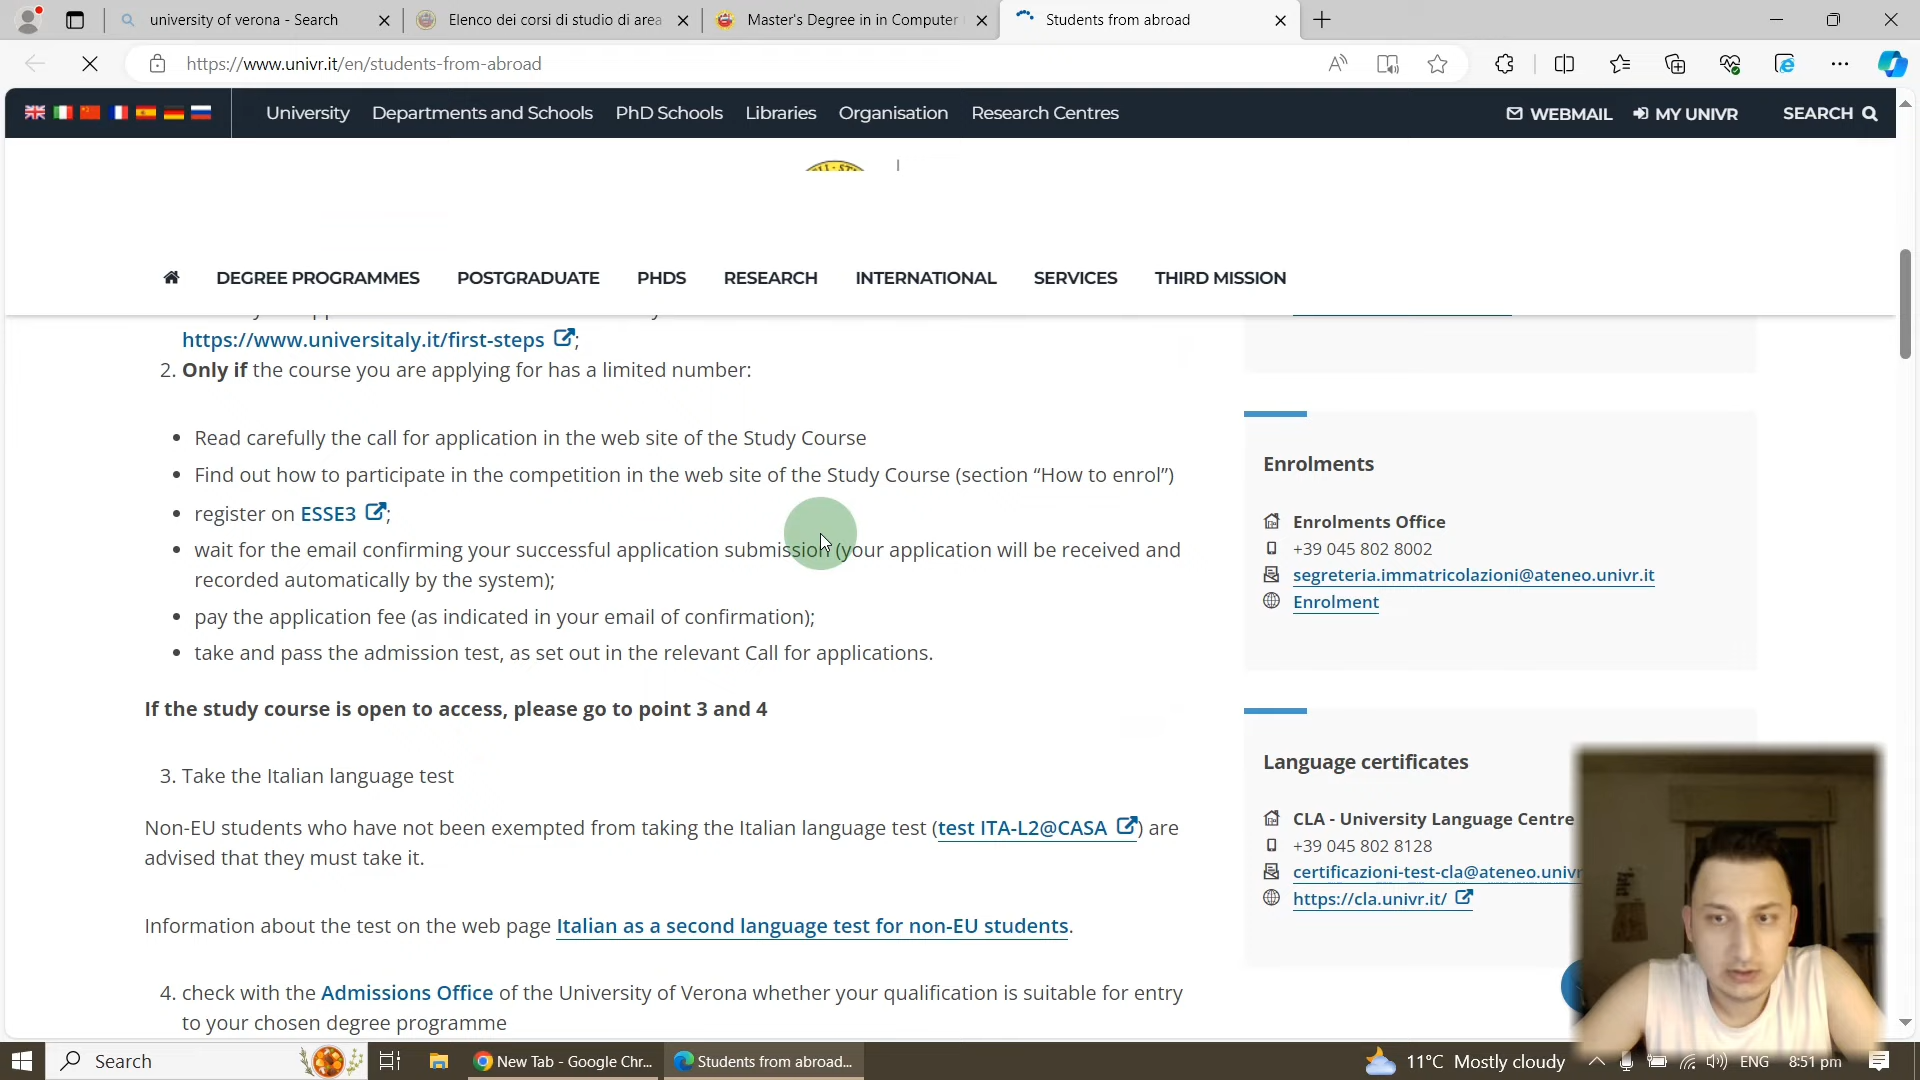 university of verona - Search
Elenco dei corsi di studio di area
Master's Degree in in Computer
Students from abroad
https://www.univr.it/en/students-from-abroad
University Departments and Schools PhD Schools Libraries Organisation Research Centres
WEBMAIL MY UNIVR SEARCH
DEGREE PROGRAMMES POSTGRADUATE PHDS RESEARCH INTERNATIONAL SERVICES THIRD MISSION
https://www.universitaly.it/first-steps ;
2. Only if the course you are applying for has a limited number:
• Read carefully the call for application in the web site of the Study Course
• Find out how to participate in the competition in the web site of the Study Course (section “How to enrol”)
• register on ESSE3 ;
• wait for the email confirming your successful application submission (your application will be received and
recorded automatically by the system);
• pay the application fee (as indicated in your email of confirmation);
• take and pass the admission test, as set out in the relevant Call for applications.
If the study course is open to access, please go to point 3 and 4
3. Take the Italian language test
Non-EU students who have not been exempted from taking the Italian language test (test ITA-L2@CASA ) are
advised that they must take it.
Information about the test on the web page Italian as a second language test for non-EU students.
4. check with the Admissions Office of the University of Verona whether your qualification is suitable for entry
to your chosen degree programme
Enrolments
Enrolments Office
+39 045 802 8002
segreteria.immatricolazioni@ateneo.univr.it
Enrolment
Language certificates
CLA - University Language Centre
+39 045 802 8128
certificazioni-test-cla@ateneo.univr
https://cla.univr.it/
Search
New Tab - Google Chr...
Students from abroad...
11°C Mostly cloudy
ENG
8:51 pm